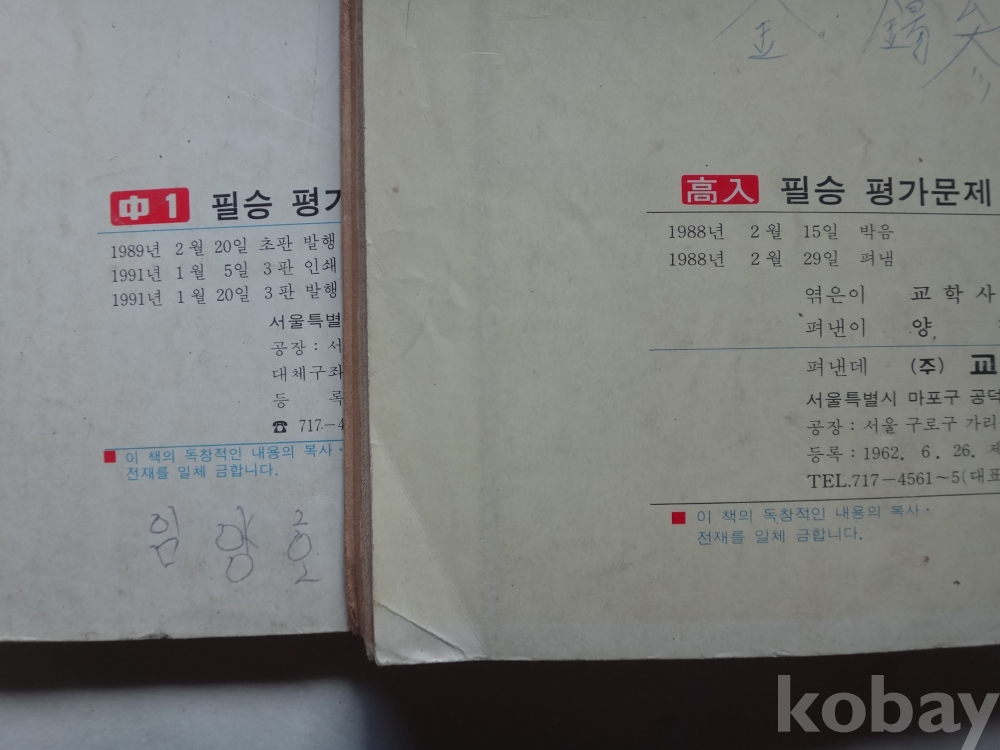 中1 필승 평가
1989년 2월 20일 초판 발행
1991년 1월 5일 3판 인쇄
1991년 1월 20일 3판 발행
서울특별
공장 : 서
대체구좌
등 록
☎ 717-4
■ 이 책의 독창적인 내용의 복사·
전재를 일체 금합니다.
임양호
金.
高入 필승 평가문제
1988년 2월 15일 박음
1988년 2월 29일 펴냄
엮은이 교학사
펴낸이 양
펴낸데 (주) 교
서울특별시 마포구 공덕
공장 : 서울 구로구 가리
등록 : 1962. 6. 26. 제
TEL.717-4561~5(대표
■ 이 책의 독창적인 내용의 복사·
전재를 일체 금합니다.
kobay